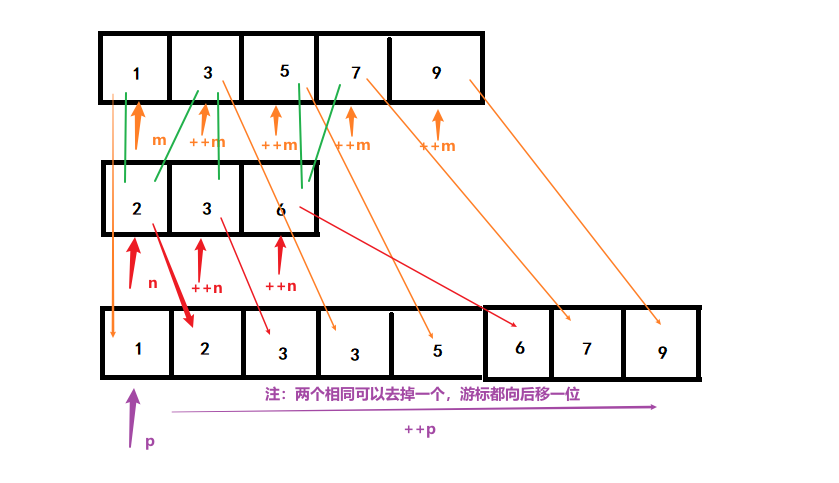 1 3 5 7 9
m ++m ++m ++m ++m
2 3 6
n ++n ++n
1 2 3 3 5 6 7 9
注：两个相同可以去掉一个，游标都向后移一位
p ++p